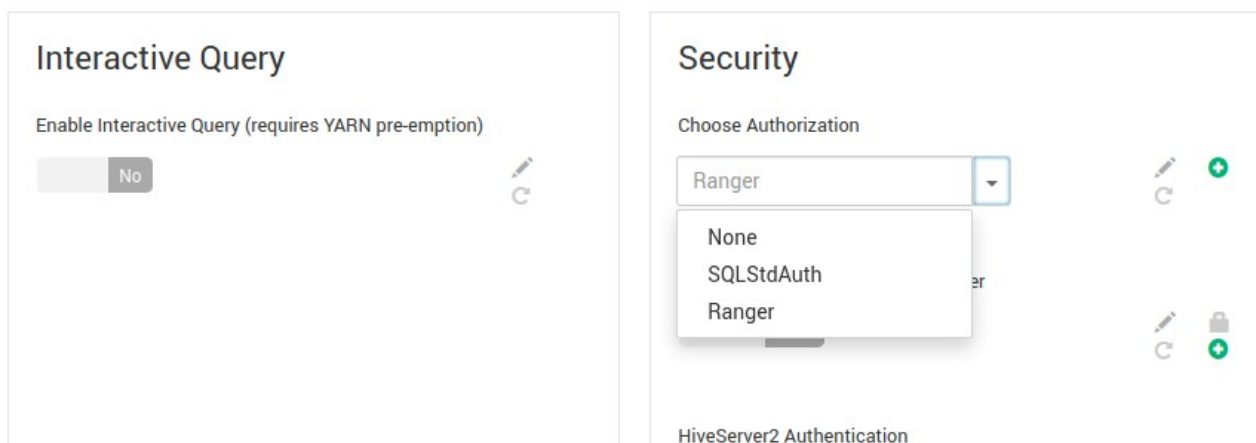 Interactive Query
Enable Interactive Query (requires YARN pre-emption)
No
Security
Choose Authorization
Ranger
None
SQLStdAuth
Ranger
er
HiveServer2 Authentication